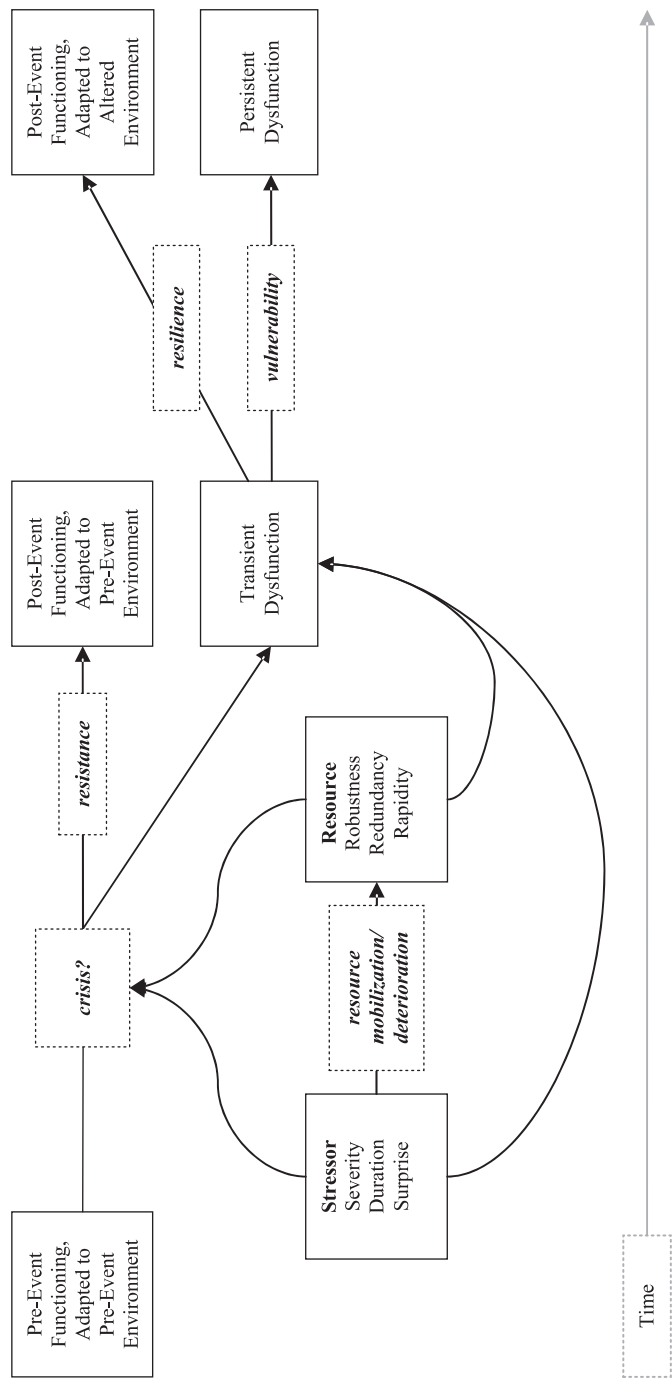 Pre-Event
Functioning,
Adapted to
Pre-Event
Environment
crisis?
resistance
Post-Event
Functioning,
Adapted to
Pre-Event
Environment
Post-Event
Functioning,
Adapted to
Altered
Environment
resilience
Transient
Dysfunction
vulnerability
Persistent
Dysfunction
Stressor
Severity
Duration
Surprise
resource
mobilization/
deterioration
Resource
Robustness
Redundancy
Rapidity
Time